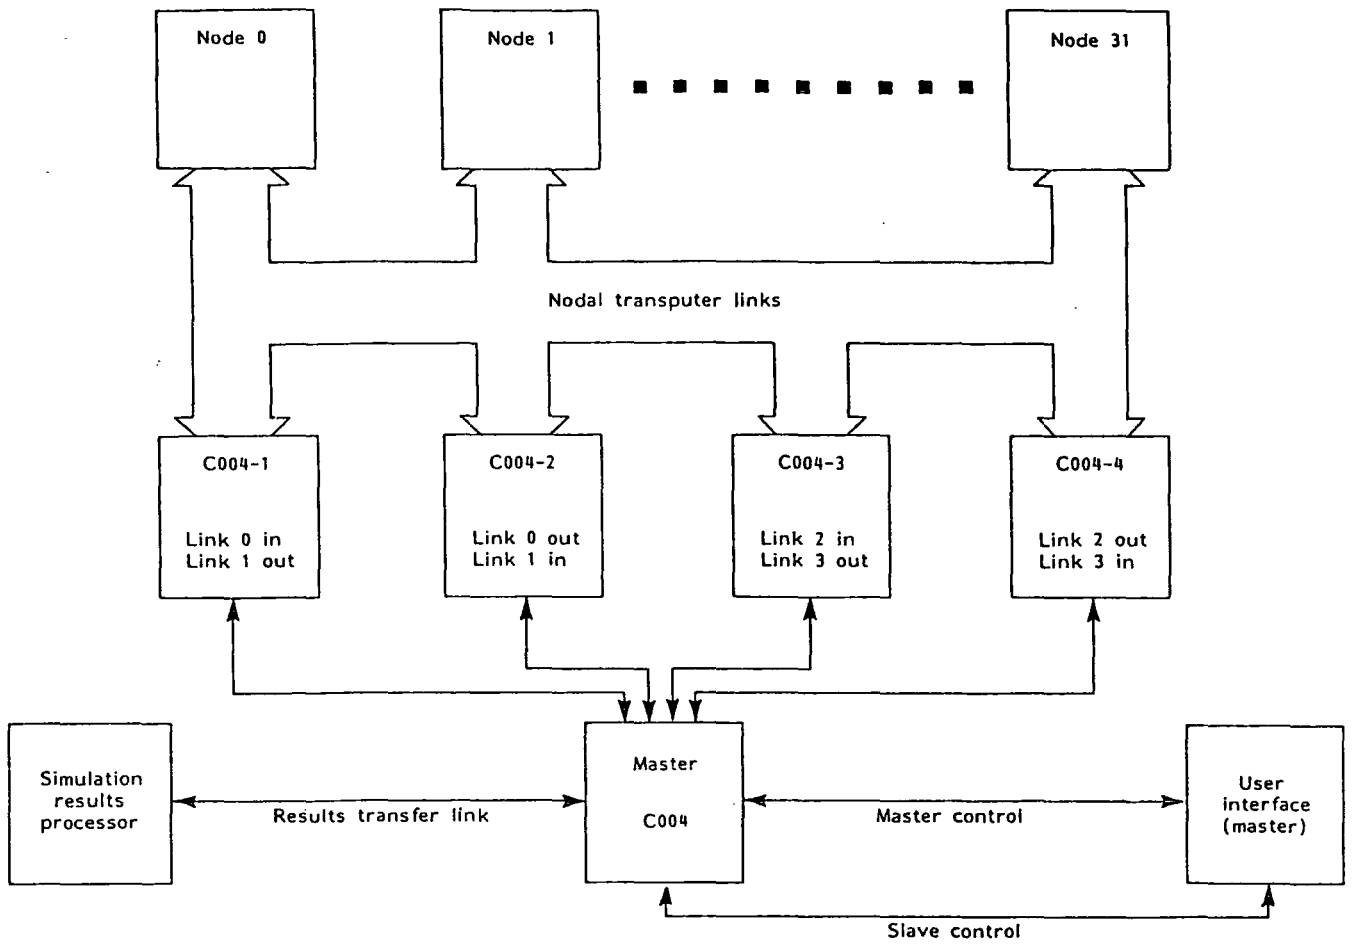 Node 0
Node 1
Node 31
Nodal transputer links
C004-1
Link 0 in
Link 1 out
C004-2
Link 0 out
Link 1 in
C004-3
Link 2 in
Link 3 out
C004-4
Link 2 out
Link 3 in
Simulation
results
processor
Results transfer link
Master
C004
Master control
User
interface
(master)
Slave control